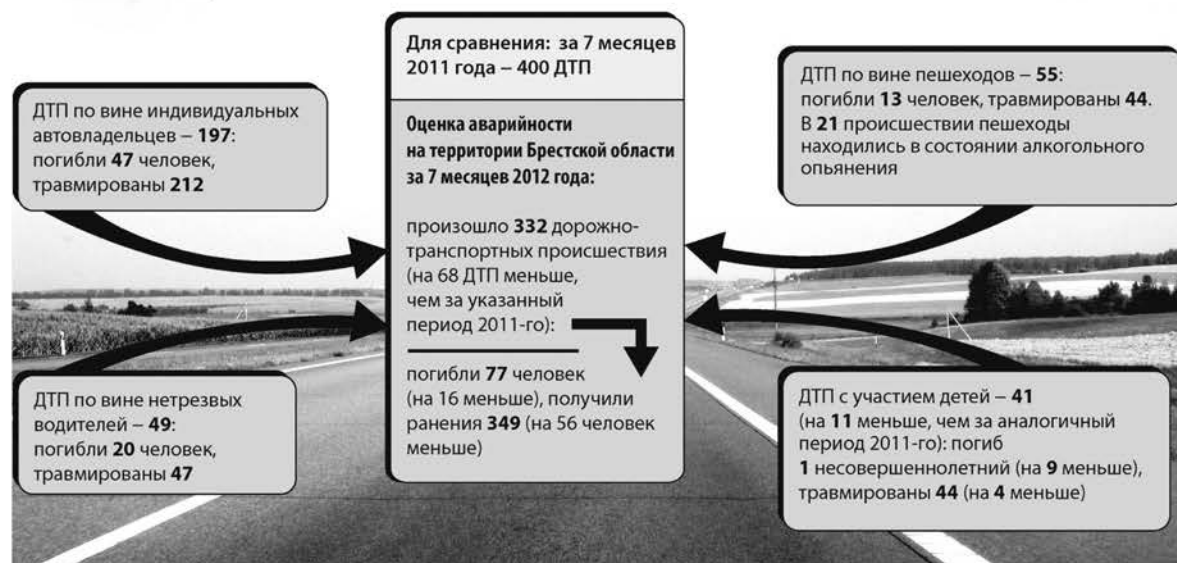 Для сравнения: за 7 месяцев
2011 года – 400 ДТП
Оценка аварийности
на территории Брестской области
за 7 месяцев 2012 года:
произошло 332 дорожно-
транспортных происшествия
(на 68 ДТП меньше,
чем за указанный
период 2011-го):
погибли 77 человек
(на 16 меньше), получили
ранения 349 (на 56 человек
меньше)
ДТП по вине индивидуальных
автовладельцев – 197:
погибли 47 человек,
травмированы 212
ДТП по вине нетрезвых
водителей – 49:
погибли 20 человек,
травмированы 47
ДТП по вине пешеходов – 55:
погибли 13 человек, травмированы 44.
В 21 происшествии пешеходы
находились в состоянии алкогольного
опьянения
ДТП с участием детей – 41
(на 11 меньше, чем за аналогичный
период 2011-го): погиб
1 несовершеннолетний (на 9 меньше),
травмированы 44 (на 4 меньше)